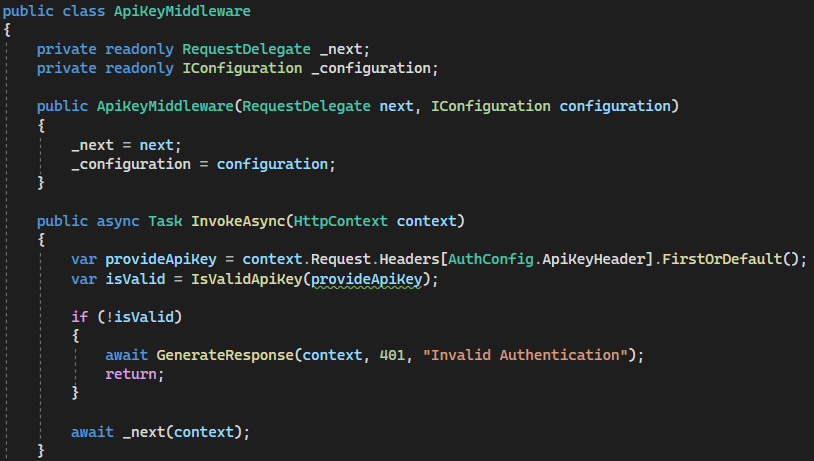 public class ApiKeyMiddleware
{
    private readonly RequestDelegate _next;
    private readonly IConfiguration _configuration;

    public ApiKeyMiddleware(RequestDelegate next, IConfiguration configuration)
    {
        _next = next;
        _configuration = configuration;
    }

    public async Task InvokeAsync(HttpContext context)
    {
        var provideApiKey = context.Request.Headers[AuthConfig.ApiKeyHeader].FirstOrDefault();
        var isValid = IsValidApiKey(provideApiKey);

        if (!isValid)
        {
            await GenerateResponse(context, 401, "Invalid Authentication");
            return;
        }

        await _next(context);
    }